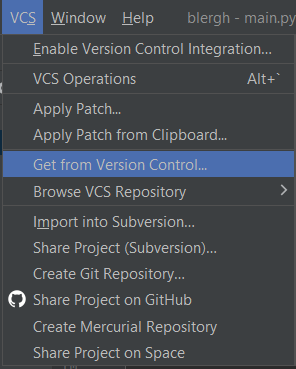 VCS Window Help blergh - main.py
Enable Version Control Integration...
VCS Operations Alt+`
Apply Patch...
Apply Patch from Clipboard...
Get from Version Control...
Browse VCS Repository
Import into Subversion...
Share Project (Subversion)...
Create Git Repository...
Share Project on GitHub
Create Mercurial Repository
Share Project on Space